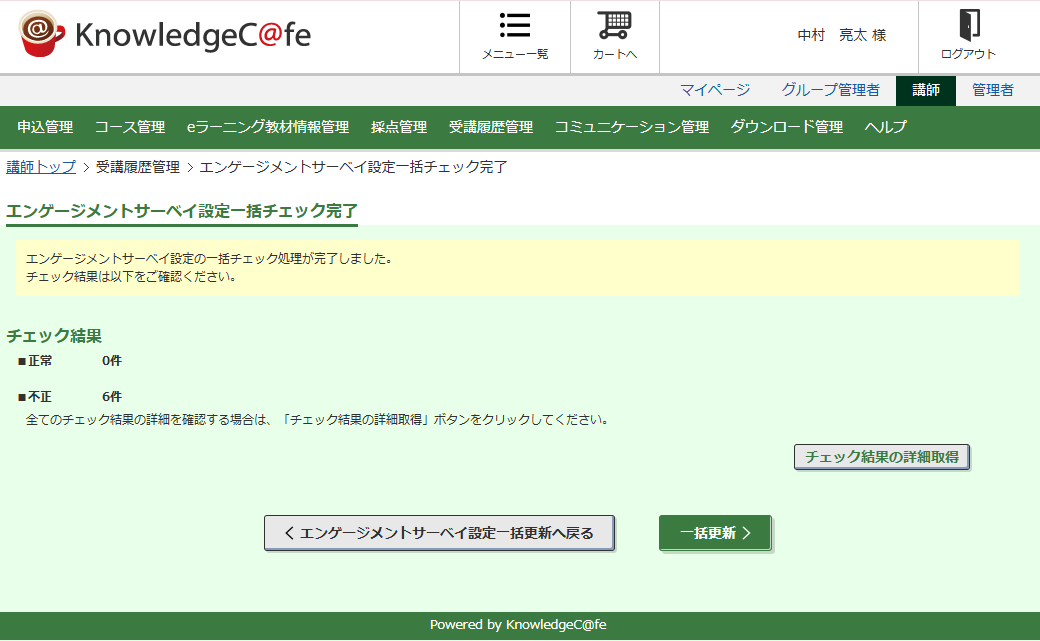 KnowledgeC@fe
メニュー一覧
カートへ
中村　亮太 様
ログアウト
マイページ
グループ管理者
講師
管理者
申込管理
コース管理
eラーニング教材情報管理
採点管理
受講履歴管理
コミュニケーション管理
ダウンロード管理
ヘルプ
講師トップ > 受講履歴管理 > エンゲージメントサーベイ設定一括チェック完了
エンゲージメントサーベイ設定一括チェック完了
エンゲージメントサーベイ設定の一括チェック処理が完了しました。
チェック結果は以下をご確認ください。
チェック結果
■正常 0件
■不正 6件
全てのチェック結果の詳細を確認する場合は、「チェック結果の詳細取得」ボタンをクリックしてください。
チェック結果の詳細取得
エンゲージメントサーベイ設定一括更新へ戻る
一括更新
Powered by KnowledgeC@fe